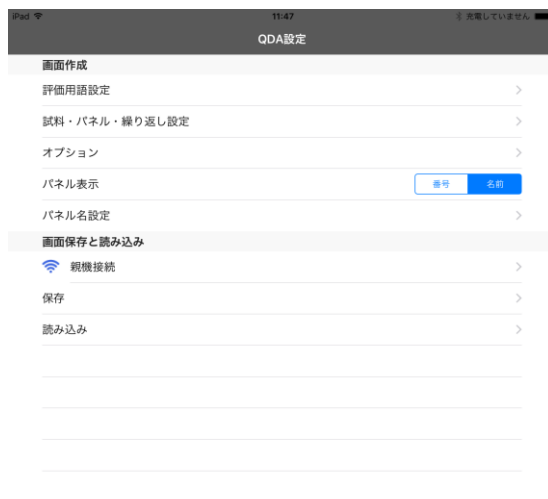 iPad 11:47 充電していません
QDA設定
画面作成
評価用語設定
試料・パネル・繰り返し設定
オプション
パネル表示 番号 名前
パネル名設定
画面保存と読み込み
親機接続
保存
読み込み